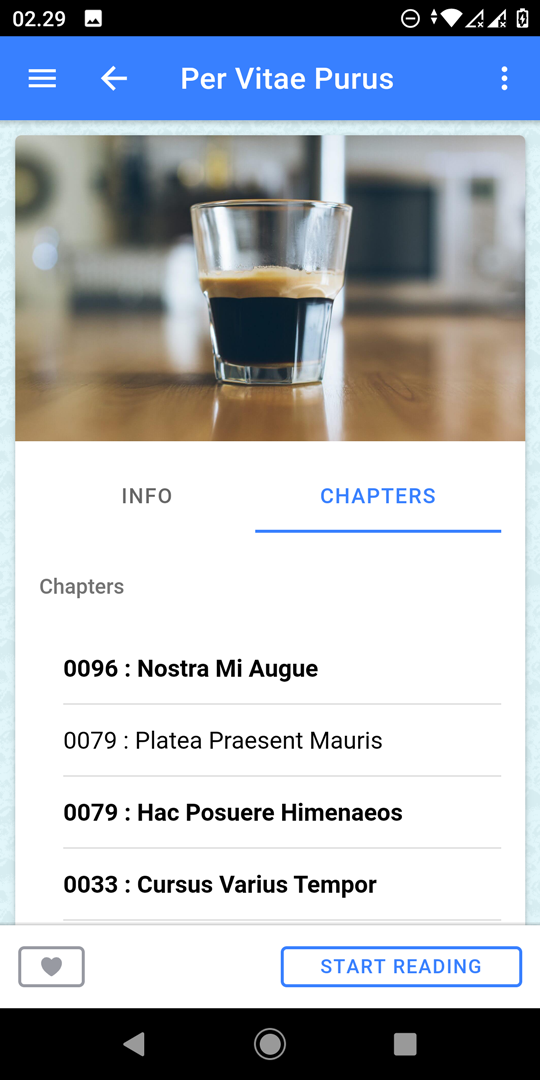 02.29
Per Vitae Purus
INFO
CHAPTERS
Chapters
0096 : Nostra Mi Augue
0079 : Platea Praesent Mauris
0079 : Hac Posuere Himenaeos
0033 : Cursus Varius Tempor
START READING